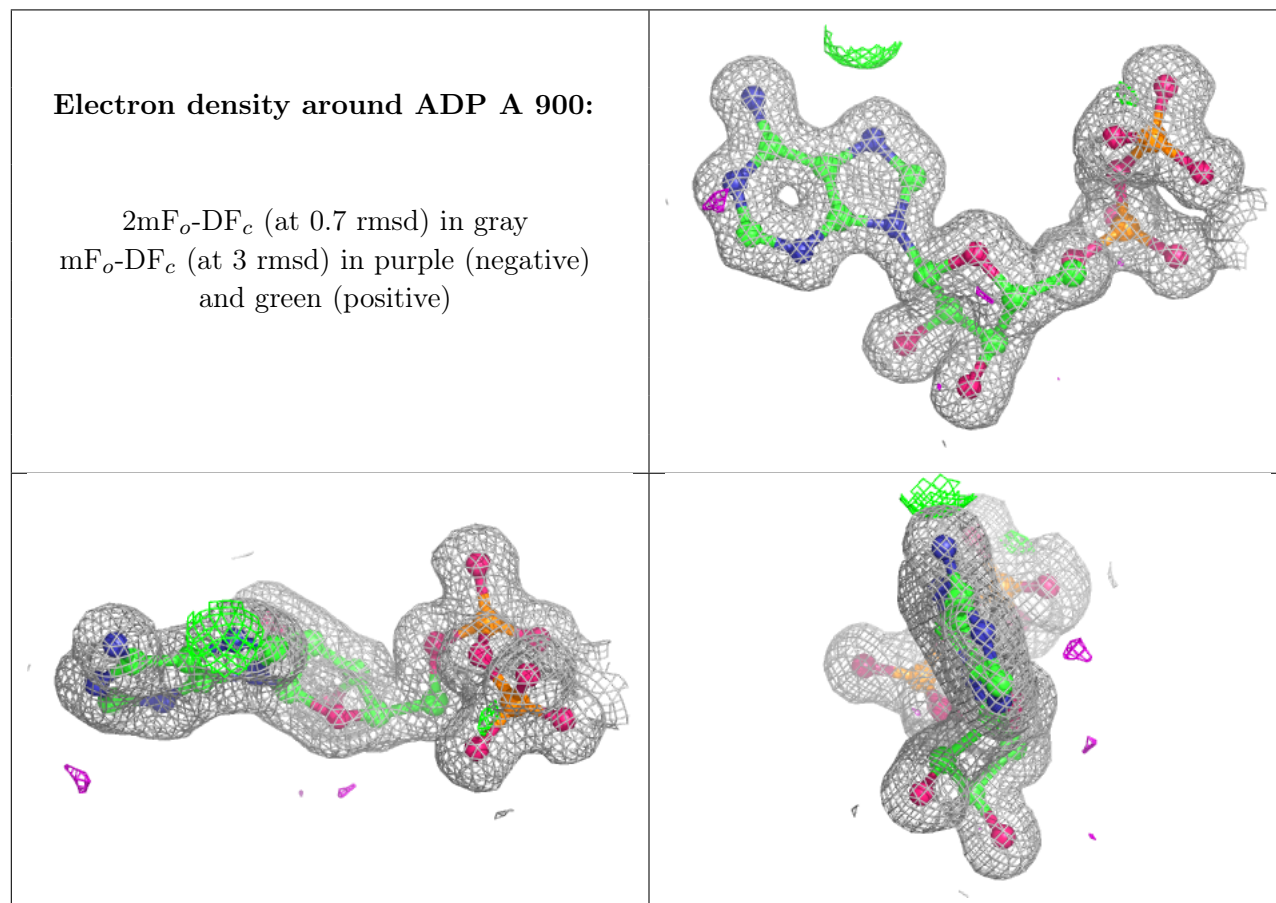 Electron density around ADP A 900:
2mFo-DFc (at 0.7 rmsd) in gray
mFo-DFc (at 3 rmsd) in purple (negative)
and green (positive)